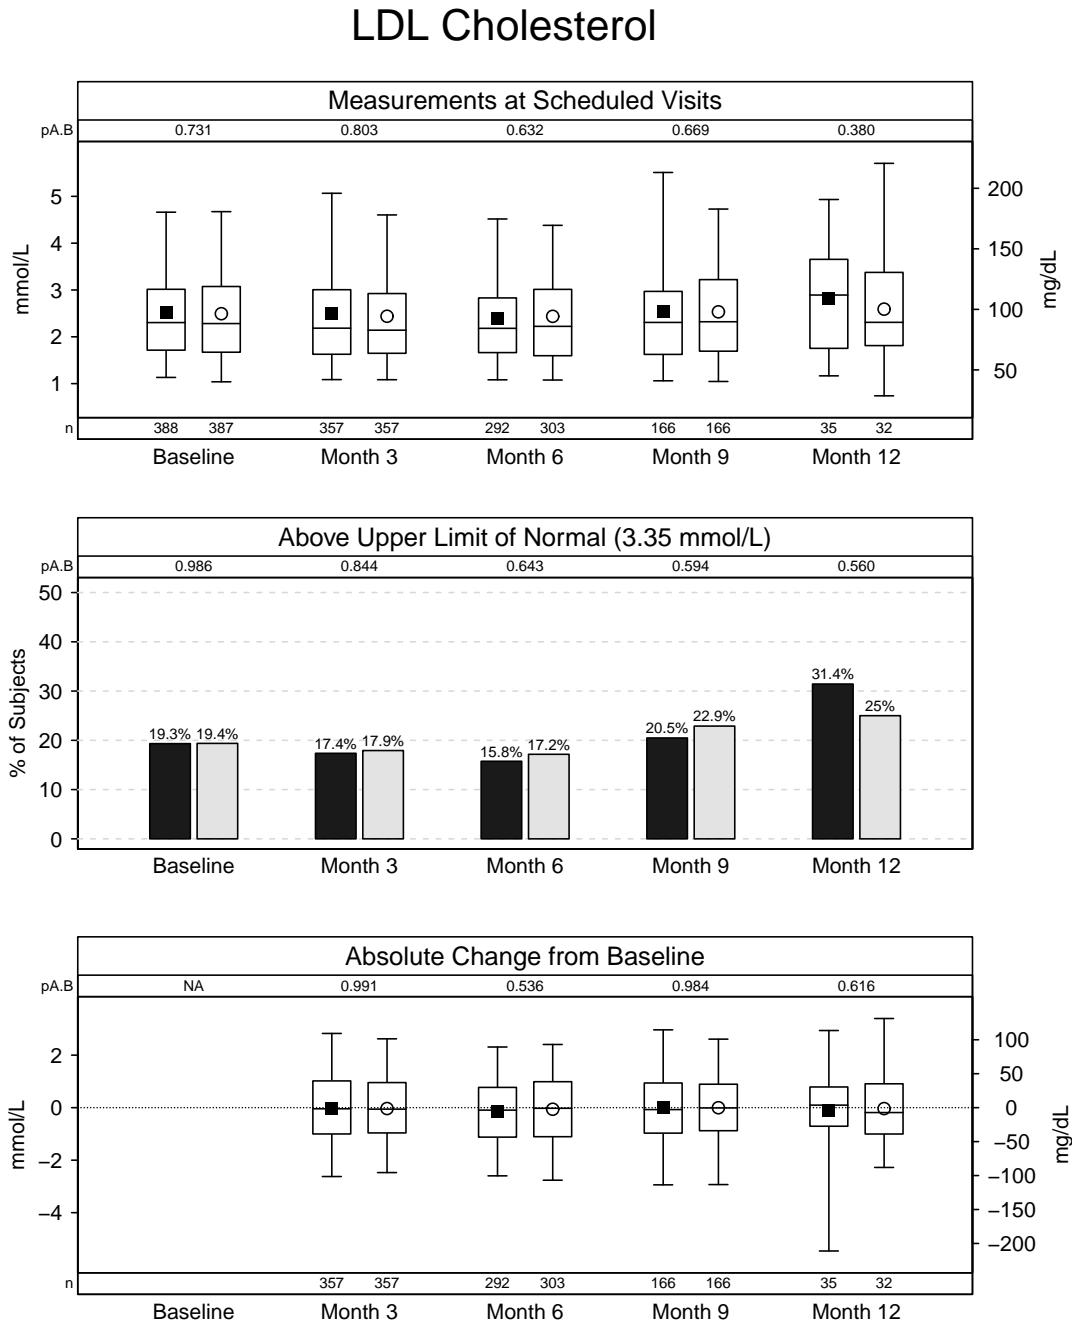 LDL Cholesterol
Measurements at Scheduled Visits
pA.B 0.731 0.803 0.632 0.669 0.380
mmol/L
5
4
3
2
1
200
150
100
50
mg/dL
n 388 387 357 357 292 303 166 166 35 32
Baseline Month 3 Month 6 Month 9 Month 12
Above Upper Limit of Normal (3.35 mmol/L)
pA.B 0.986 0.844 0.643 0.594 0.560
% of Subjects
50
40
30
20
10
0
19.3% 19.4% 17.4% 17.9% 15.8% 17.2% 20.5% 22.9% 31.4% 25%
Baseline Month 3 Month 6 Month 9 Month 12
Absolute Change from Baseline
pA.B NA 0.991 0.536 0.984 0.616
mmol/L
2
0
−2
−4
100
50
0
−50
−100
−150
−200
mg/dL
n 357 357 292 303 166 166 35 32
Baseline Month 3 Month 6 Month 9 Month 12